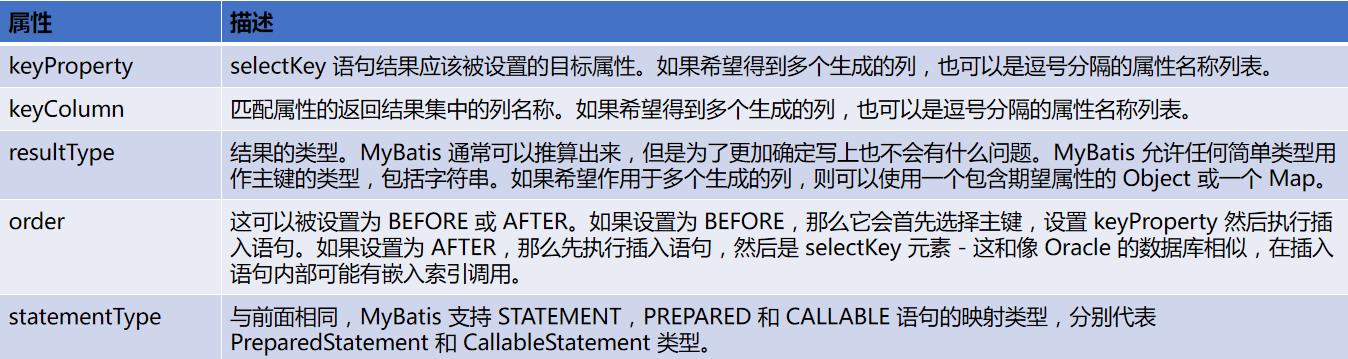 属性 描述
keyProperty selectKey 语句结果应该被设置的目标属性。如果希望得到多个生成的列，也可以是逗号分隔的属性名称列表。
keyColumn 匹配属性的返回结果集中的列名称。如果希望得到多个生成的列，也可以是逗号分隔的属性名称列表。
resultType 结果的类型。MyBatis 通常可以推算出来，但是为了更加确定写上也不会有什么问题。MyBatis 允许任何简单类型用
作主键的类型，包括字符串。如果希望作用于多个生成的列，则可以使用一个包含期望属性的 Object 或一个 Map。
order 这可以被设置为 BEFORE 或 AFTER。如果设置为 BEFORE，那么它会首先选择主键，设置 keyProperty 然后执行插
入语句。如果设置为 AFTER，那么先执行插入语句，然后是 selectKey 元素 - 这和像 Oracle 的数据库相似，在插入
语句内部可能有嵌入索引调用。
statementType 与前面相同，MyBatis 支持 STATEMENT，PREPARED 和 CALLABLE 语句的映射类型，分别代表
PreparedStatement 和 CallableStatement 类型。